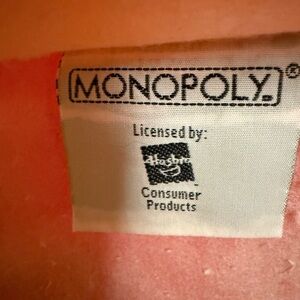 MONOPOLY.®
Licensed by:
Hasbro
Consumer
Products